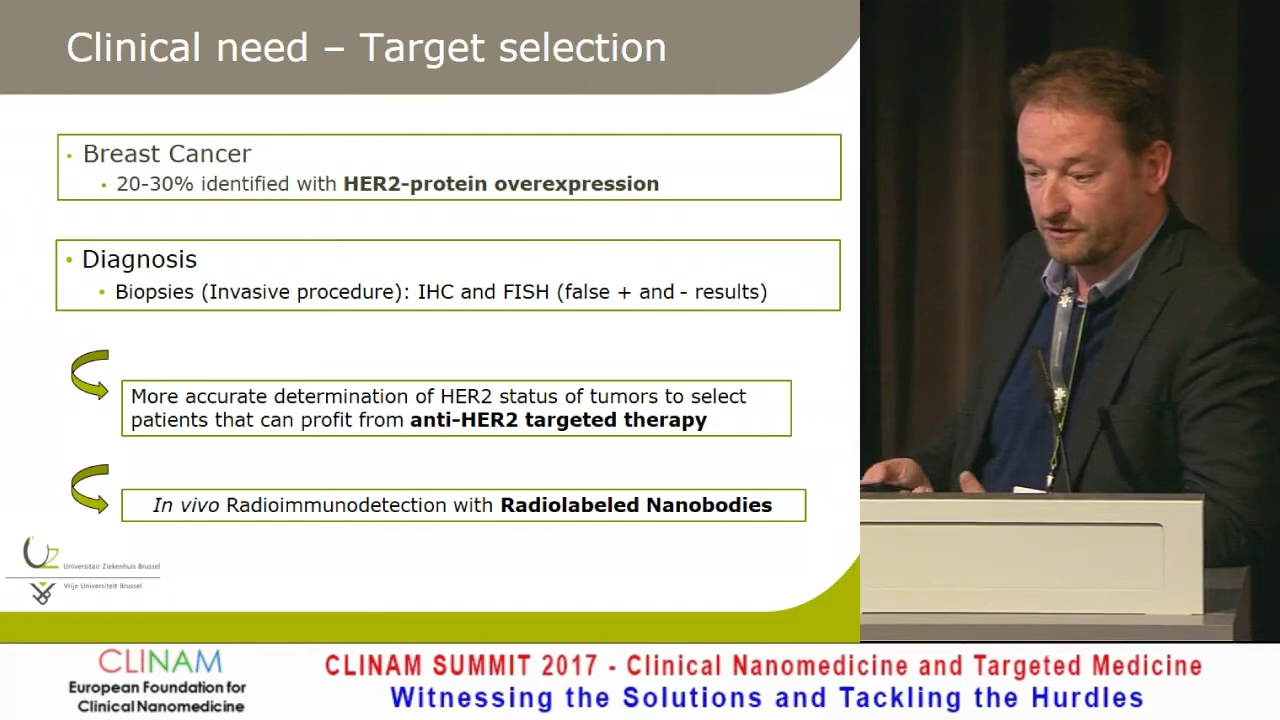 Clinical need – Target selection
• Breast Cancer
• 20-30% identified with HER2-protein overexpression
• Diagnosis
• Biopsies (Invasive procedure): IHC and FISH (false + and - results)
More accurate determination of HER2 status of tumors to select
patients that can profit from anti-HER2 targeted therapy
In vivo Radioimmunodetection with Radiolabeled Nanobodies
Universitair Ziekenhuis Brussel
Vrije Universiteit Brussel
CLINAM
European Foundation for
Clinical Nanomedicine
CLINAM SUMMIT 2017 - Clinical Nanomedicine and Targeted Medicine
Witnessing the Solutions and Tackling the Hurdles